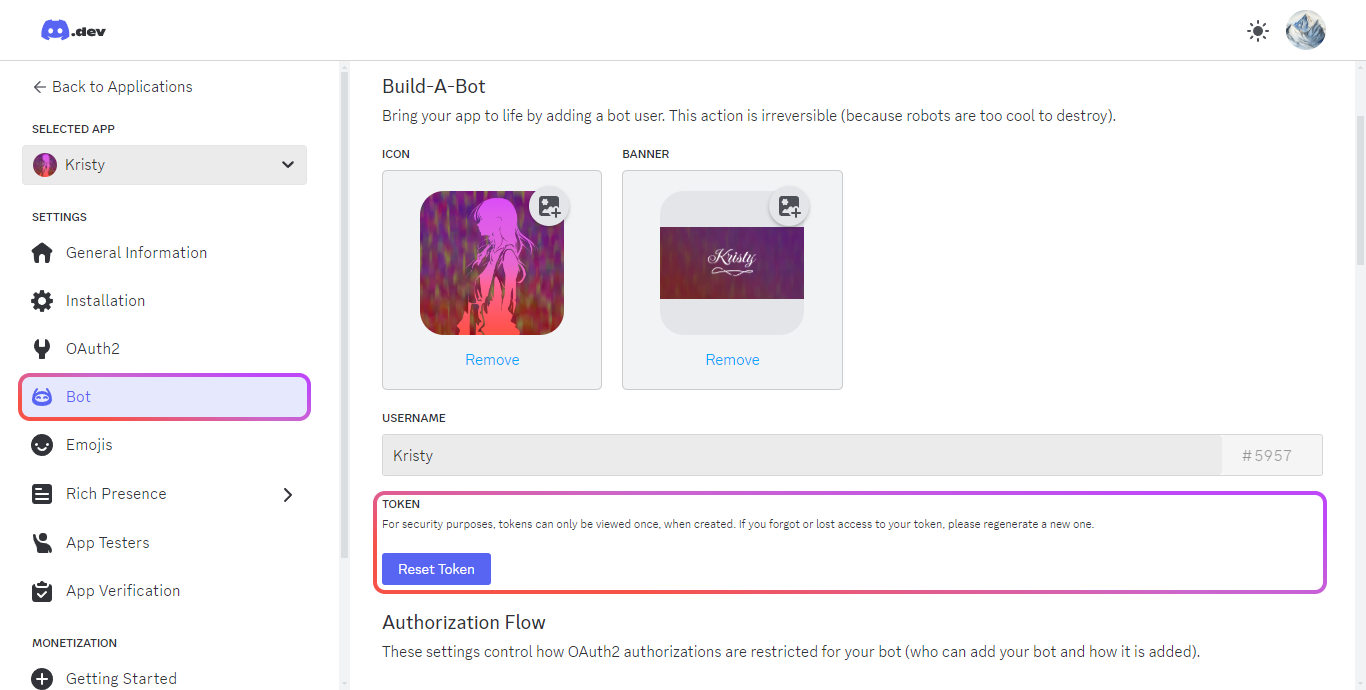 .dev
Back to Applications
SELECTED APP
Kristy
SETTINGS
General Information
Installation
OAuth2
Bot
Emojis
Rich Presence
App Testers
App Verification
MONETIZATION
Getting Started
Build-A-Bot
Bring your app to life by adding a bot user. This action is irreversible (because robots are too cool to destroy).
ICON
BANNER
Kristy
Remove
Remove
USERNAME
Kristy
#5957
TOKEN
For security purposes, tokens can only be viewed once, when created. If you forgot or lost access to your token, please regenerate a new one.
Reset Token
Authorization Flow
These settings control how OAuth2 authorizations are restricted for your bot (who can add your bot and how it is added).